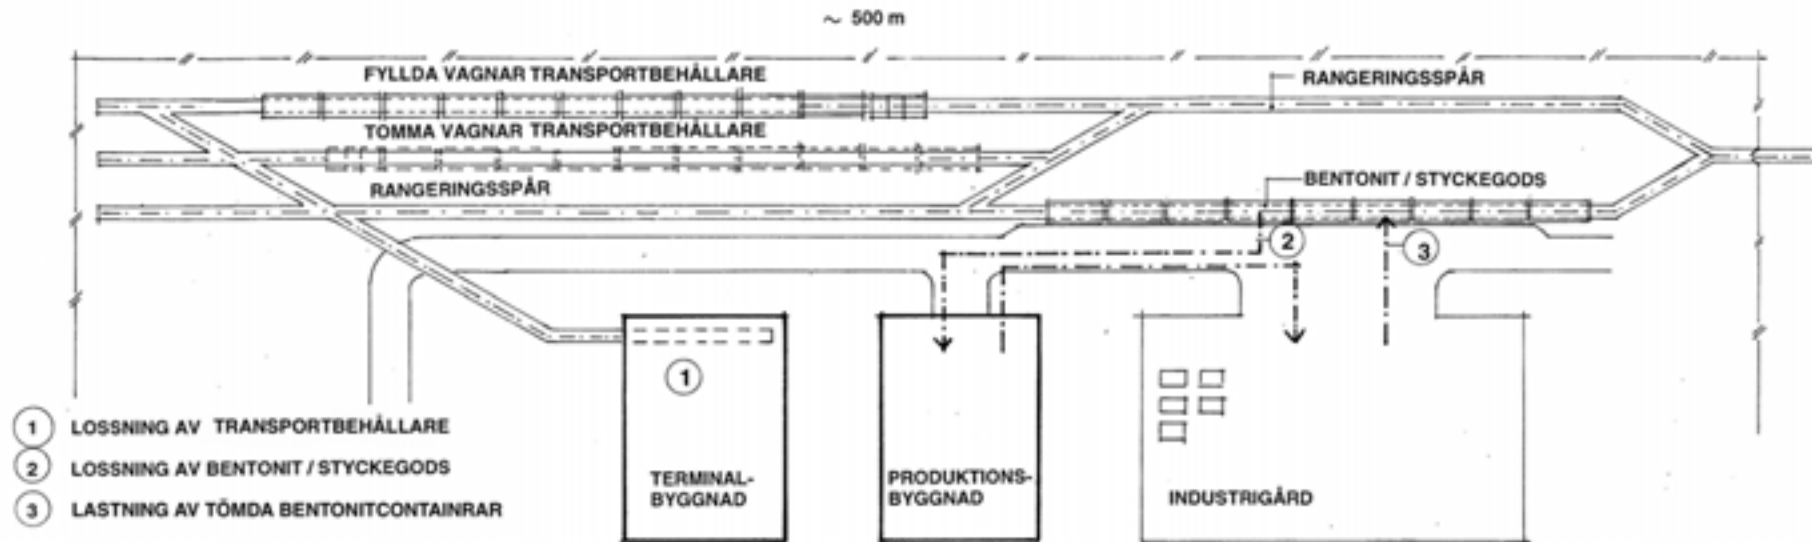 ~ 500 m
FYLLDA VAGNAR TRANSPORTBEHÅLLARE
RANGERINGSSPÅR
TOMMA VAGNAR TRANSPORTBEHÅLLARE
RANGERINGSSPÅR
BENTONIT / STYCKEGODS
2
3
1
1 LOSSNING AV TRANSPORTBEHÅLLARE
2 LOSSNING AV BENTONIT / STYCKEGODS
3 LASTNING AV TÖMDA BENTONITCONTAINRAR
TERMINAL-
BYGGNAD
PRODUKTIONS-
BYGGNAD
INDUSTRIGÅRD